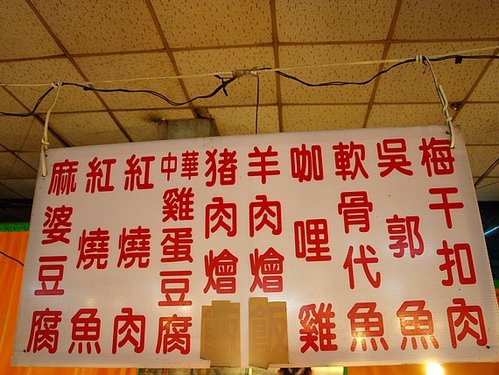 梅干扣肉
吳郭魚
軟骨代魚
咖哩雞
羊肉燴飯
猪肉燴
中華雞蛋豆腐
紅燒肉
紅燒魚
麻婆豆腐